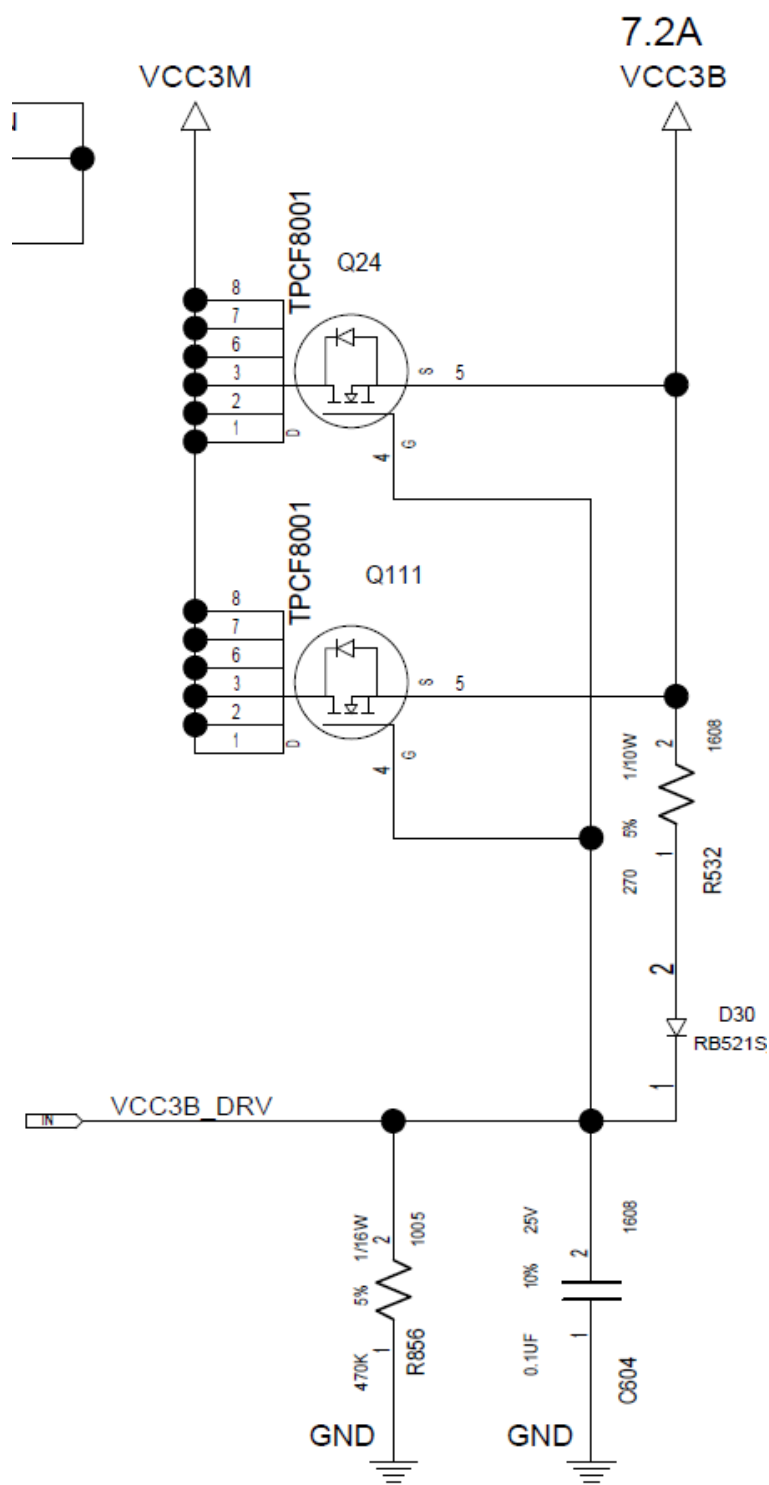 7.2A
VCC3M
VCC3B
TPCF8001
Q24
8
7
6
3
2
1
D
S
5
4
G
TPCF8001
Q111
8
7
6
3
2
1
D
S
5
4
G
1/10W
2
1608
5%
270
1
R532
2
D30
RB521S
1
IN
VCC3B_DRV
1/16W
2
1005
5%
470K
1
R856
25V
1608
2
10%
0.1UF
1
C604
GND
GND